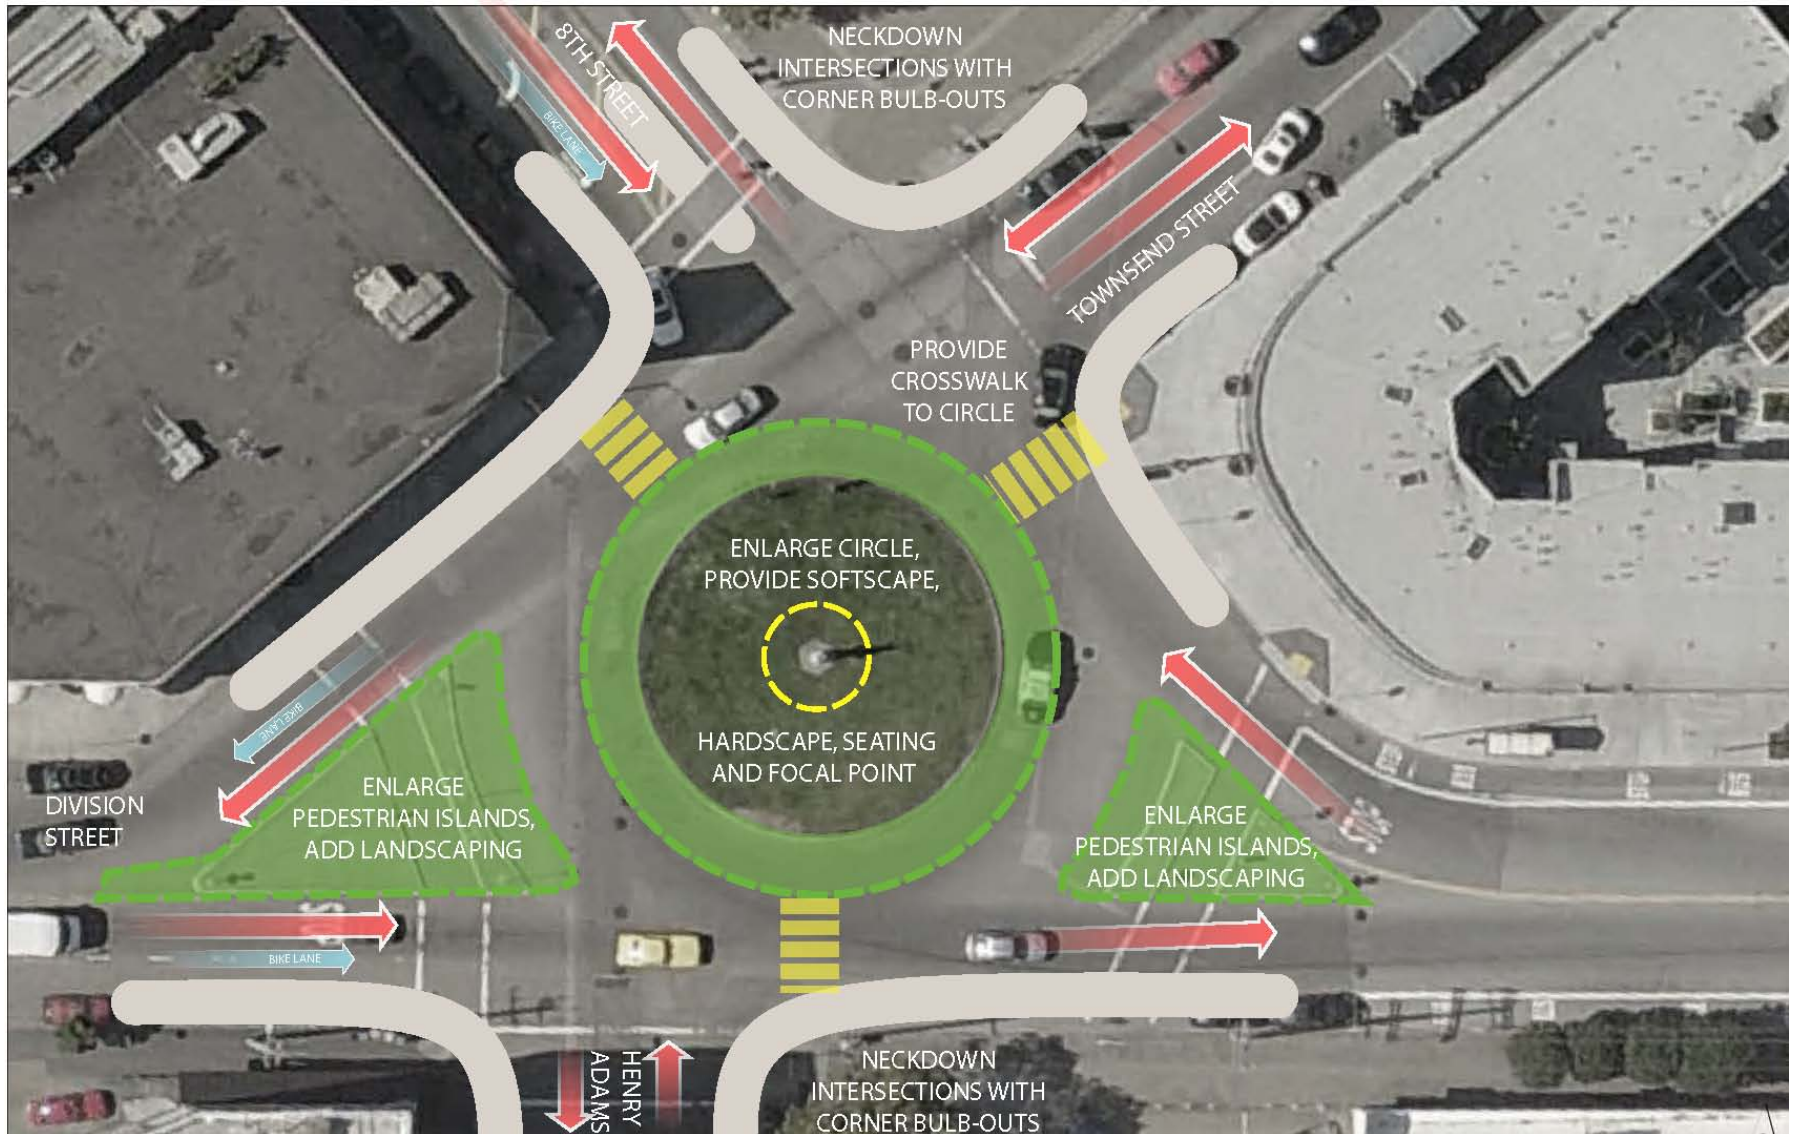 8TH STREET
BIKE LANE
NECKDOWN
INTERSECTIONS WITH
CORNER BULB-OUTS
TOWNSEND STREET
PROVIDE
CROSSWALK
TO CIRCLE
ENLARGE CIRCLE,
PROVIDE SOFTSCAPE,
HARDSCAPE, SEATING
AND FOCAL POINT
BIKE LANE
DIVISION
STREET
ENLARGE
PEDESTRIAN ISLANDS,
ADD LANDSCAPING
ENLARGE
PEDESTRIAN ISLANDS,
ADD LANDSCAPING
BIKE LANE
HENRY
ADAMS
NECKDOWN
INTERSECTIONS WITH
CORNER BULB-OUTS